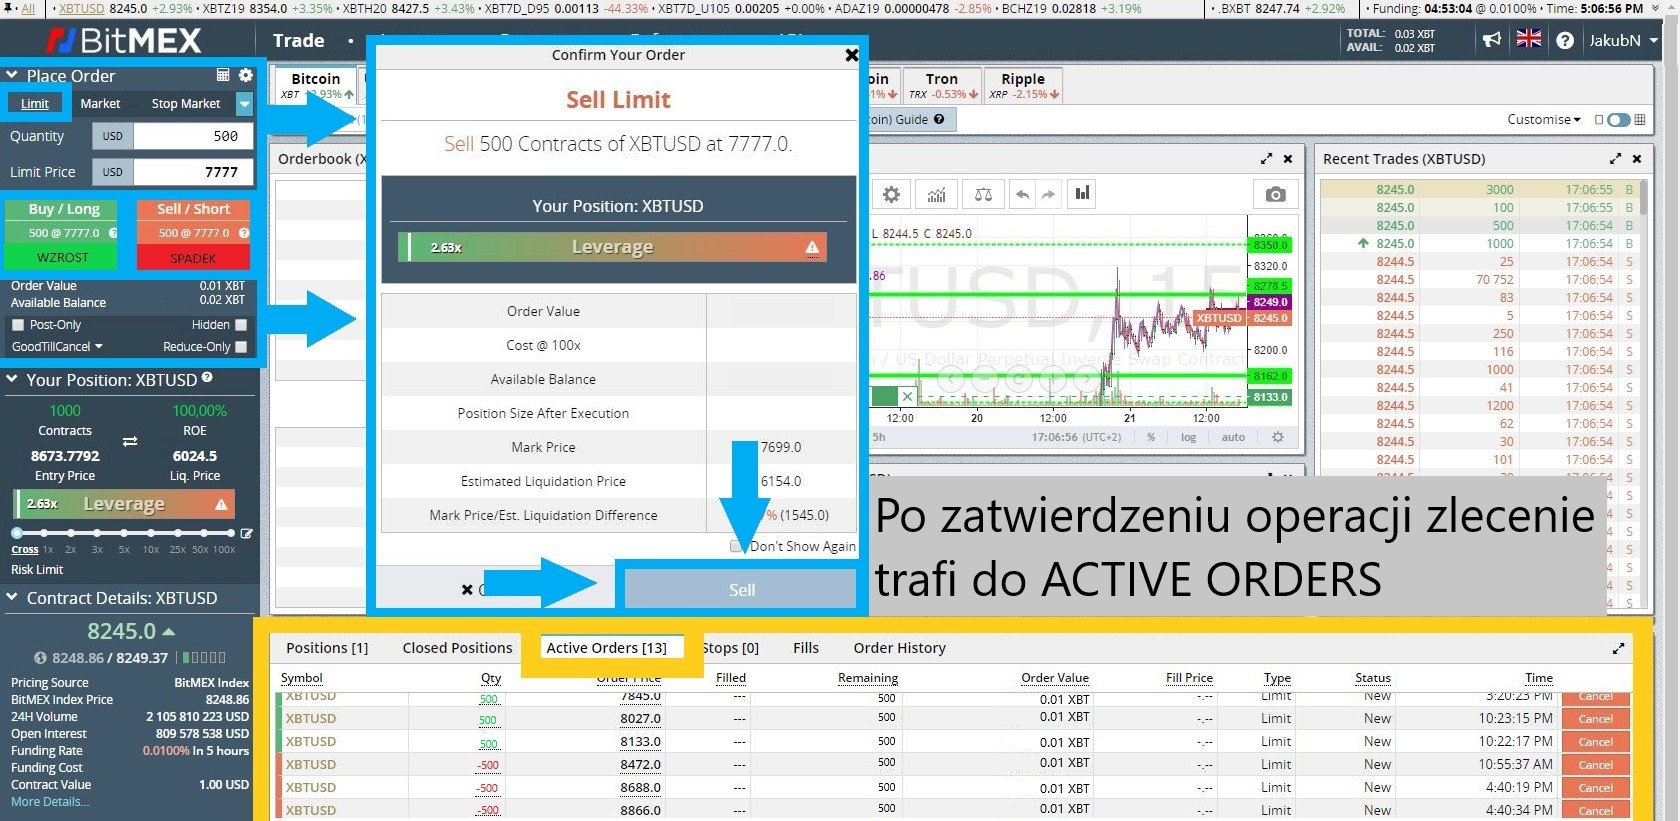 All · XBTUSD 8245.0 +2.93% · XBTZ19 8354.0 +3.35% · XBTH20 8427.5 +3.43% · XBT7D_D95 0.00113 -44.33% · XBT7D_U105 0.00205 +0.00% · ADAZ19 0.00000478 -2.85% · BCHZ19 0.02818 +3.19% · .BXBT 8247.74 +2.92% · Funding: 04:53:04 @ 0.0100% · Time: 5:06:56 PM
BitMEX
Trade
TOTAL: 0.03 XBT
AVAIL: 0.02 XBT
JakubN
Place Order
Limit Market Stop Market
Quantity USD 500
Limit Price USD 7777
Buy / Long
500 @ 7777.0
WZROST
Sell / Short
500 @ 7777.0
SPADEK
Order Value 0.01 XBT
Available Balance 0.02 XBT
Post-Only Hidden
GoodTillCancel Reduce-Only
Your Position: XBTUSD
1000 100,00%
Contracts ROE
8673.7792 6024.5
Entry Price Liq. Price
2.63x Leverage
Cross 1x 2x 3x 5x 10x 25x 50x 100x
Risk Limit
Contract Details: XBTUSD
8245.0
8248.86 / 8249.37
Pricing Source BitMEX Index
BitMEX Index Price 8248.86
24H Volume 2 105 810 223 USD
Open Interest 809 578 538 USD
Funding Rate 0.0100% In 5 hours
Funding Cost
Contract Value 1.00 USD
More Details...
Bitcoin
XBT
Tron
TRX -0.53%
Ripple
XRP -2.15%
Guide
Customise
Orderbook
Confirm Your Order
Sell Limit
Sell 500 Contracts of XBTUSD at 7777.0.
Your Position: XBTUSD
2.63x Leverage
Order Value
Cost @ 100x
Available Balance
Position Size After Execution
Mark Price 7699.0
Estimated Liquidation Price 6154.0
Mark Price/Est. Liquidation Difference % (1545.0)
Don't Show Again
Sell
L 8244.5 C 8245.0
8350.0
8320.0
8278.5
8249.0
XBTUSD 8245.0
8200.0
8162.0
8133.0
/ US Dollar Perpetual Inverse Swap Contract
12:00 20 12:00 21 12:00
17:06:56 (UTC+2) % log auto
Recent Trades (XBTUSD)
8245.0 3000 17:06:55 B
8245.0 100 17:06:55 B
8245.0 500 17:06:54 B
8245.0 1000 17:06:54 B
8244.5 25 17:06:54 S
8244.5 70 752 17:06:54 S
8244.5 83 17:06:54 S
8244.5 5 17:06:54 S
8244.5 250 17:06:54 S
8244.5 116 17:06:54 S
8244.5 1000 17:06:54 S
8244.5 41 17:06:54 S
8244.5 1200 17:06:54 S
8244.5 62 17:06:54 S
8244.5 30 17:06:54 S
8244.5 101 17:06:54 S
Po zatwierdzeniu operacji zlecenie
trafi do ACTIVE ORDERS
Positions [1] Closed Positions Active Orders [13] Stops [0] Fills Order History
Symbol Qty Order Price Filled Remaining Order Value Fill Price Type Status Time
XBTUSD 500 7845.0 --- 500 0.01 XBT -.-- Limit New 3:20:23 PM Cancel
XBTUSD 500 8027.0 --- 500 0.01 XBT -.-- Limit New 10:23:15 PM Cancel
XBTUSD 500 8133.0 --- 500 0.01 XBT -.-- Limit New 10:22:17 PM Cancel
XBTUSD -500 8472.0 --- 500 0.01 XBT -.-- Limit New 10:55:37 AM Cancel
XBTUSD -500 8688.0 --- 500 0.01 XBT -.-- Limit New 4:40:19 PM Cancel
XBTUSD -500 8866.0 --- 500 0.01 XBT -.-- Limit New 4:40:34 PM Cancel